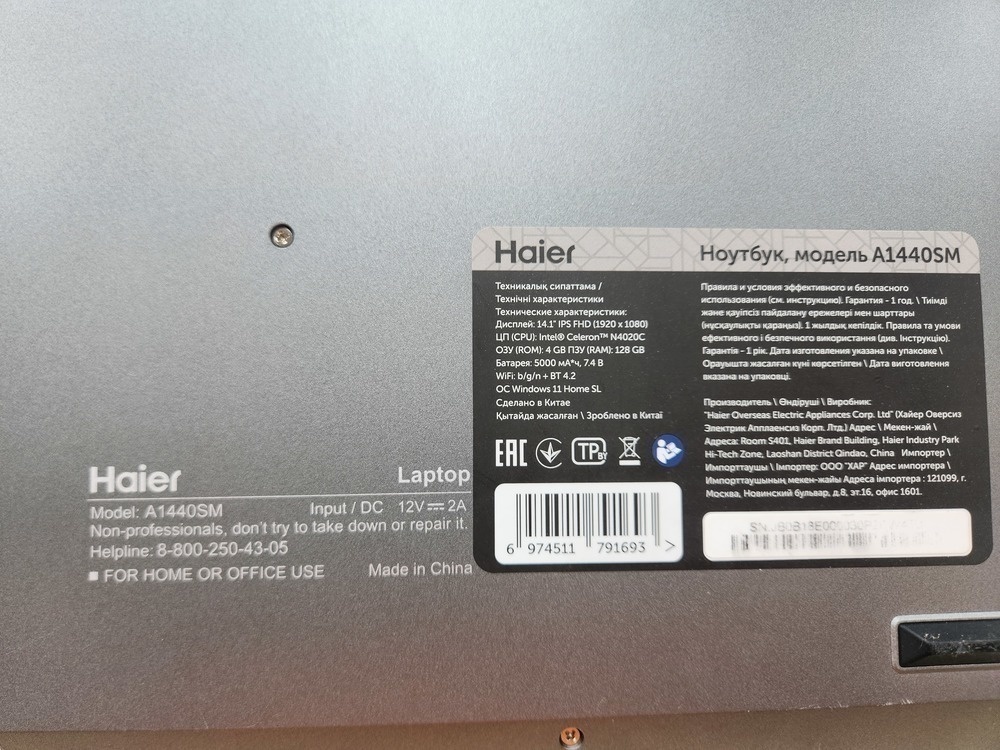 Haier
Laptop
Model: A1440SM
Input / DC 12V ⎓ 2A
Non-professionals, don't try to take down or repair it.
Helpline: 8-800-250-43-05
■ FOR HOME OR OFFICE USE
Made in China
Haier
Ноутбук, модель A1440SM
Техникалық сипаттама /
Технічні характеристики
Технические характеристики:
Дисплей: 14.1" IPS FHD (1920 x 1080)
ЦП (CPU): Intel® Celeron™ N4020C
ОЗУ (ROM): 4 GB ПЗУ (RAM): 128 GB
Батарея: 5000 мА*ч, 7.4 В
WiFi: b/g/n + BT 4.2
ОС Windows 11 Home SL
Сделано в Китае
Қытайда жасалған \ Зроблено в Китаї
EAC
TP BY
6 974511 791693 >
Правила и условия эффективного и безопасного
использования (см. инструкцию). Гарантия - 1 год. \ Тиімді
және қауіпсіз пайдалану ережелері мен шарттары
(нұсқаулықты қараңыз). 1 жылдық кепілдік. Правила та умови
ефективного і безпечного використання (див. Інструкцію).
Гарантія - 1 рік. Дата изготовления указана на упаковке \
Орауышта жасалған күні көрсетілген \ Дата виготовлення
вказана на упаковці.
Производитель \ Өндіруші \ Виробник:
"Haier Overseas Electric Appliances Corp. Ltd" (Хайер Оверсиз
Электрик Апплаенсиз Корп. Лтд.) Адрес \ Мекен-жай \
Адреса: Room S401, Haier Brand Building, Haier Industry Park
Hi-Tech Zone, Laoshan District Qindao, China Импортер \
Импорттаушы \ Імпортер: ООО "ХАР" Адрес импортера \
Импорттаушының мекен-жайы Адреса імпортера : 121099, г.
Москва, Новинский бульвар, д.8, эт.16, офис 1601.